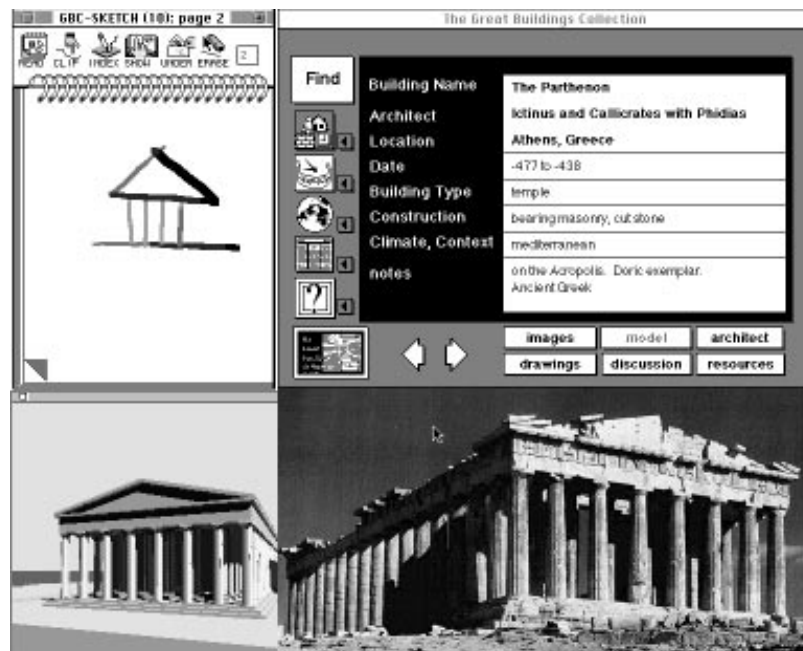 GBC-SKETCH (10): page 2
READ CLIP INDEX SHOW UNDER ERASE 2
The Great Buildings Collection
Find
Building Name The Parthenon
Architect Ictinus and Callicrates with Phidias
Location Athens, Greece
Date -477 to -438
Building Type temple
Construction bearing masonry, cut stone
Climate, Context mediterranean
notes on the Acropolis. Doric exemplar.
Ancient Greek
?
images model architect
drawings discussion resources